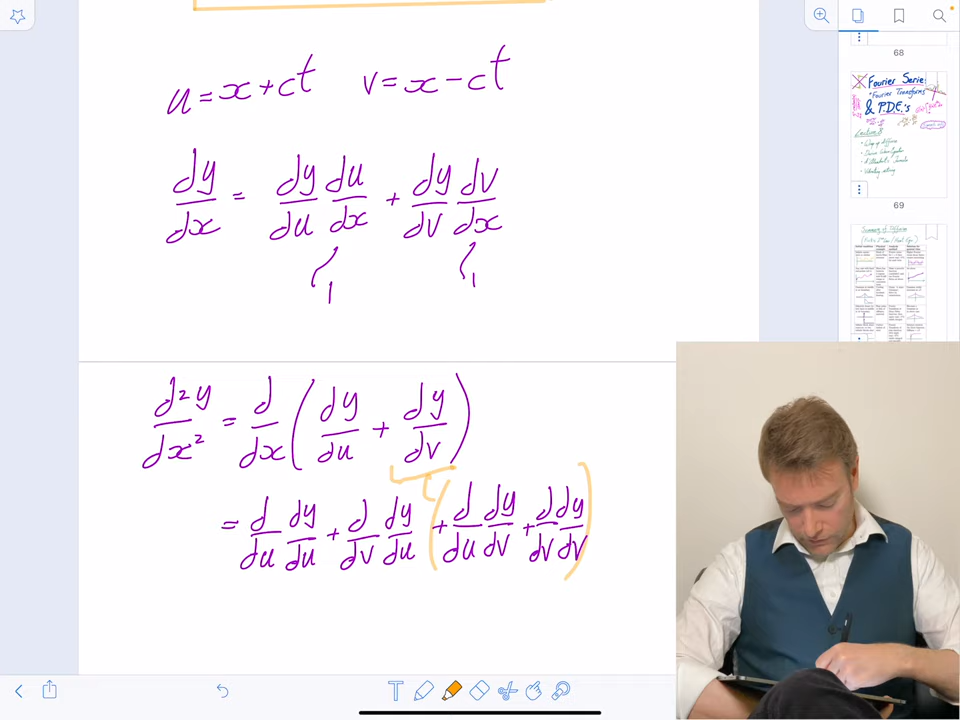 u = x + ct   v = x - ct
dy/dx = dy/du du/dx + dy/dv dv/dx
1   1
d²y/dx² = d/dx ( dy/du + dy/dv )
= d/du dy/du + d/dv dy/du ( + d/du dy/dv + d/dv dy/dv )
68
Fourier Series
"Fourier Transforms
& P.D.E.'s
Lecture 8
69
T